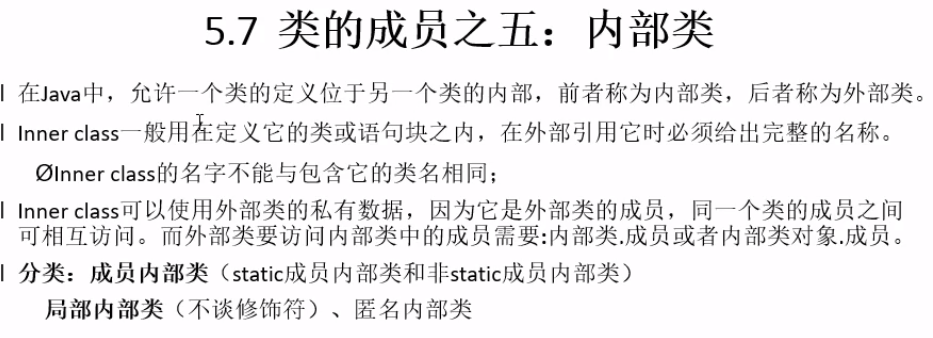 5.7 类的成员之五：内部类
l 在Java中，允许一个类的定义位于另一个类的内部，前者称为内部类，后者称为外部类。
l Inner class一般用在定义它的类或语句块之内，在外部引用它时必须给出完整的名称。
ØInner class的名字不能与包含它的类名相同；
l Inner class可以使用外部类的私有数据，因为它是外部类的成员，同一个类的成员之间
可相互访问。而外部类要访问内部类中的成员需要:内部类.成员或者内部类对象.成员。
l 分类：成员内部类（static成员内部类和非static成员内部类）
局部内部类（不谈修饰符）、匿名内部类